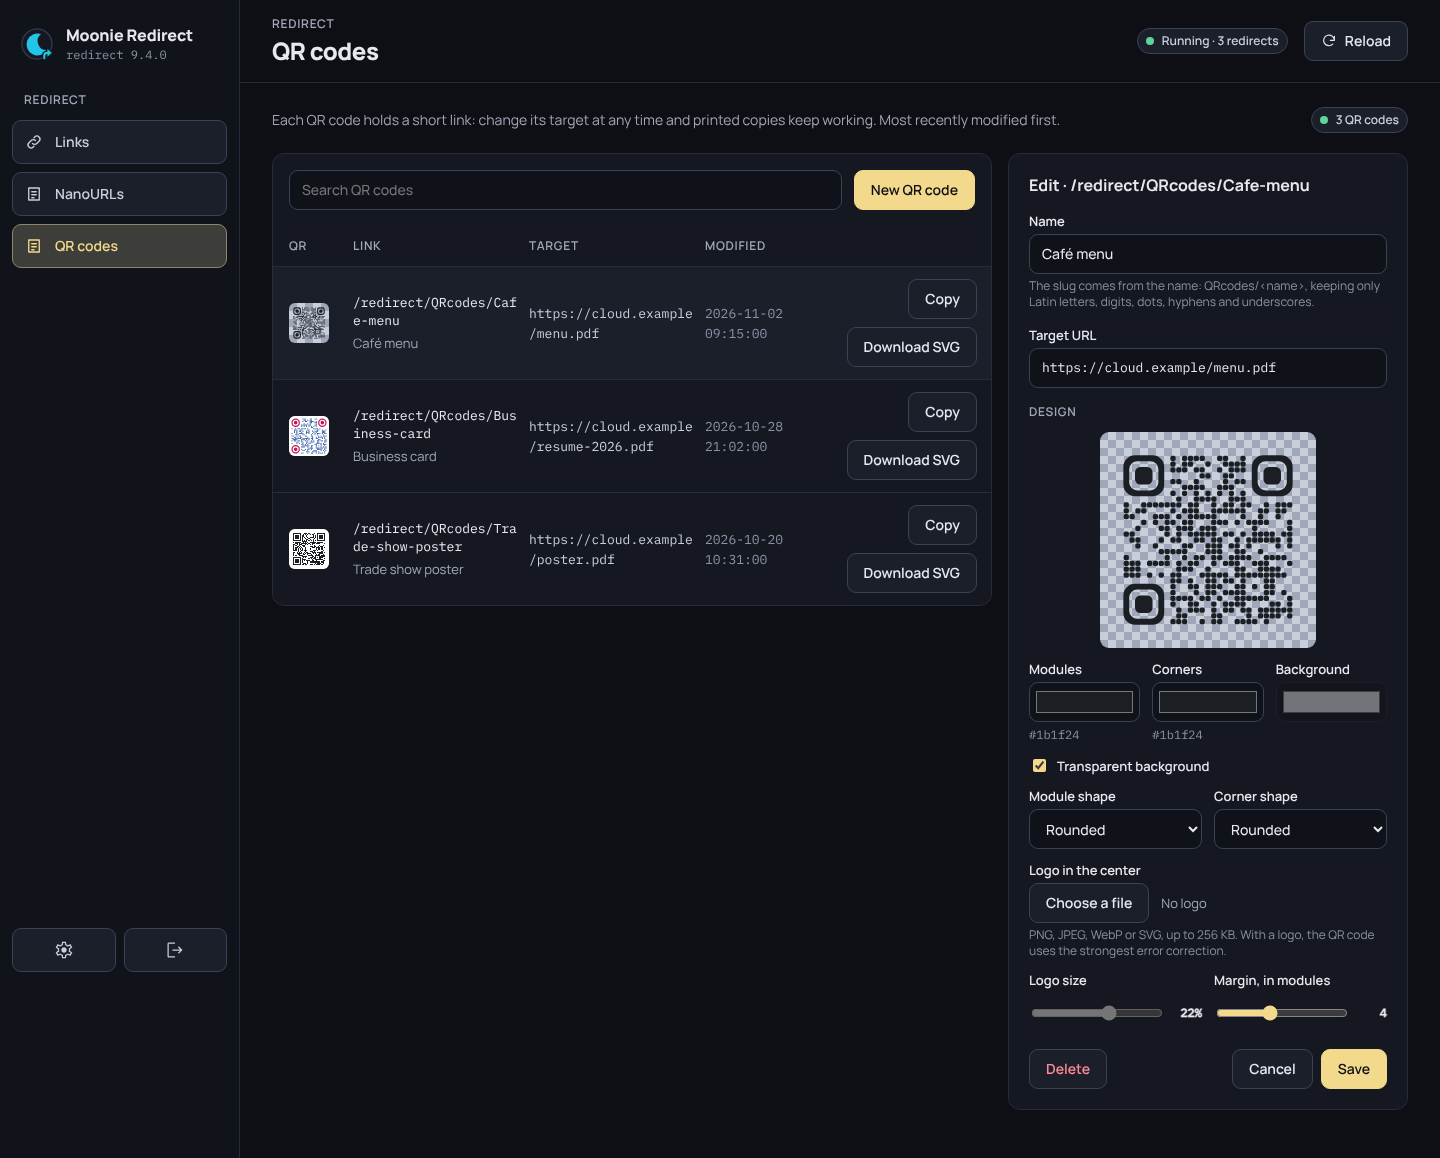 Moonie Redirect
redirect 9.4.0
REDIRECT
Links
NanoURLs
QR codes
REDIRECT
QR codes
Running · 3 redirects
Reload
Each QR code holds a short link: change its target at any time and printed copies keep working. Most recently modified first.
3 QR codes
Search QR codes
New QR code
QR LINK TARGET MODIFIED
/redirect/QRcodes/Caf
e-menu
Café menu
https://cloud.example
/menu.pdf
2026-11-02
09:15:00
Copy
Download SVG
/redirect/QRcodes/Bus
iness-card
Business card
https://cloud.example
/resume-2026.pdf
2026-10-28
21:02:00
Copy
Download SVG
/redirect/QRcodes/Tra
de-show-poster
Trade show poster
https://cloud.example
/poster.pdf
2026-10-20
10:31:00
Copy
Download SVG
Edit · /redirect/QRcodes/Cafe-menu
Name
Café menu
The slug comes from the name: QRcodes/<name>, keeping only
Latin letters, digits, dots, hyphens and underscores.
Target URL
https://cloud.example/menu.pdf
DESIGN
Modules Corners Background
#1b1f24 #1b1f24
Transparent background
Module shape Corner shape
Rounded Rounded
Logo in the center
Choose a file No logo
PNG, JPEG, WebP or SVG, up to 256 KB. With a logo, the QR code
uses the strongest error correction.
Logo size Margin, in modules
22% 4
Delete Cancel Save